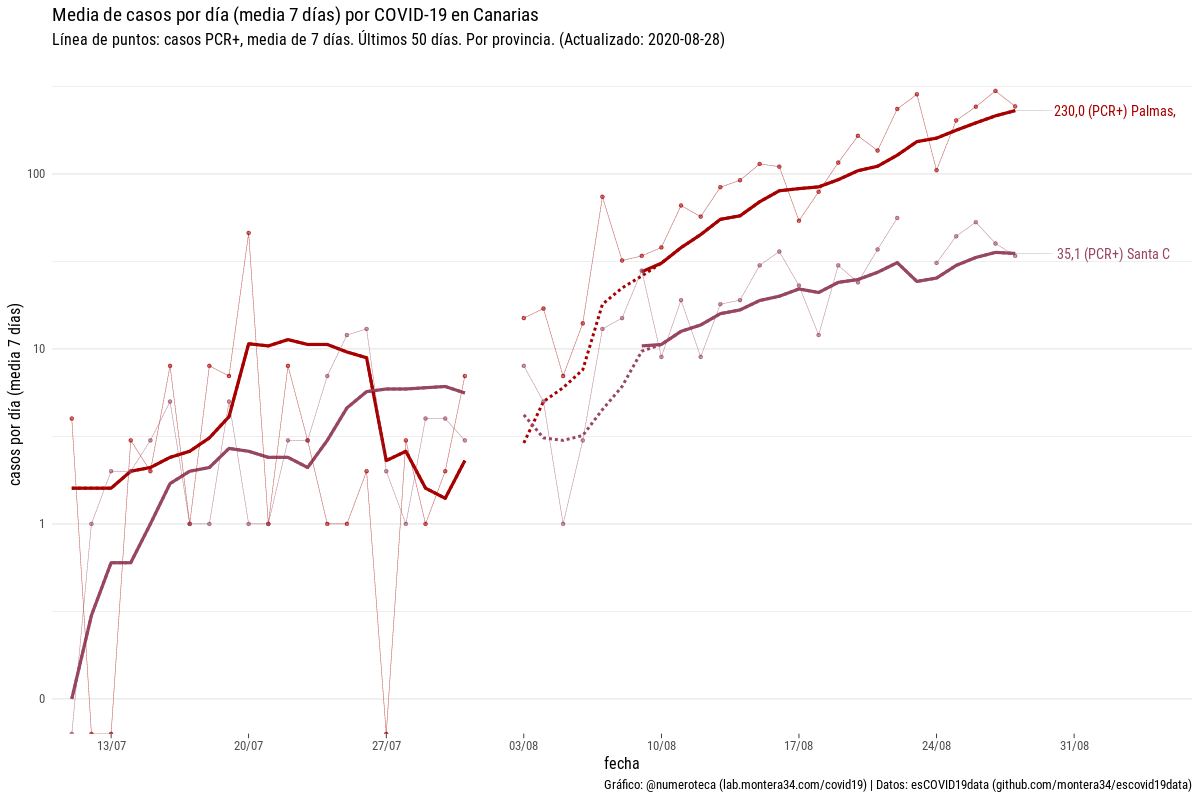 Media de casos por día (media 7 días) por COVID-19 en Canarias
Línea de puntos: casos PCR+, media de 7 días. Últimos 50 días. Por provincia. (Actualizado: 2020-08-28)
230,0 (PCR+) Palmas,
100
35,1 (PCR+) Santa C
casos por día (media 7 días)
10
1
0
13/07
20/07
27/07
03/08
10/08
17/08
24/08
31/08
fecha
Gráfico: @numeroteca (lab.montera34.com/covid19) | Datos: esCOVID19data (github.com/montera34/escovid19data)